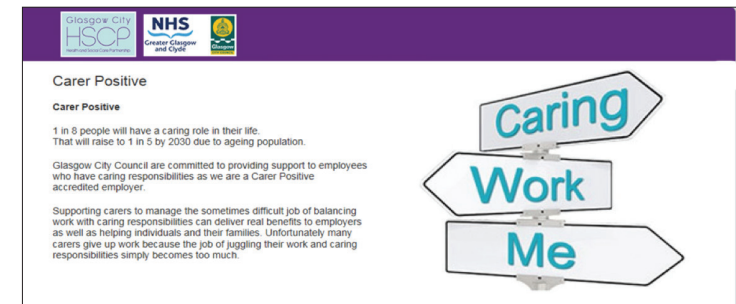 Glasgow City
HSCP
Health and Social Care Partnership
NHS
Greater Glasgow
and Clyde
Glasgow
Carer Positive
Carer Positive
1 in 8 people will have a caring role in their life.
That will raise to 1 in 5 by 2030 due to ageing population.
Glasgow City Council are committed to providing support to employees
who have caring responsibilities as we are a Carer Positive
accredited employer.
Supporting carers to manage the sometimes difficult job of balancing
work with caring responsibilities can deliver real benefits to employers
as well as helping individuals and their families. Unfortunately many
carers give up work because the job of juggling their work and caring
responsibilities simply becomes too much.
Caring
Work
Me